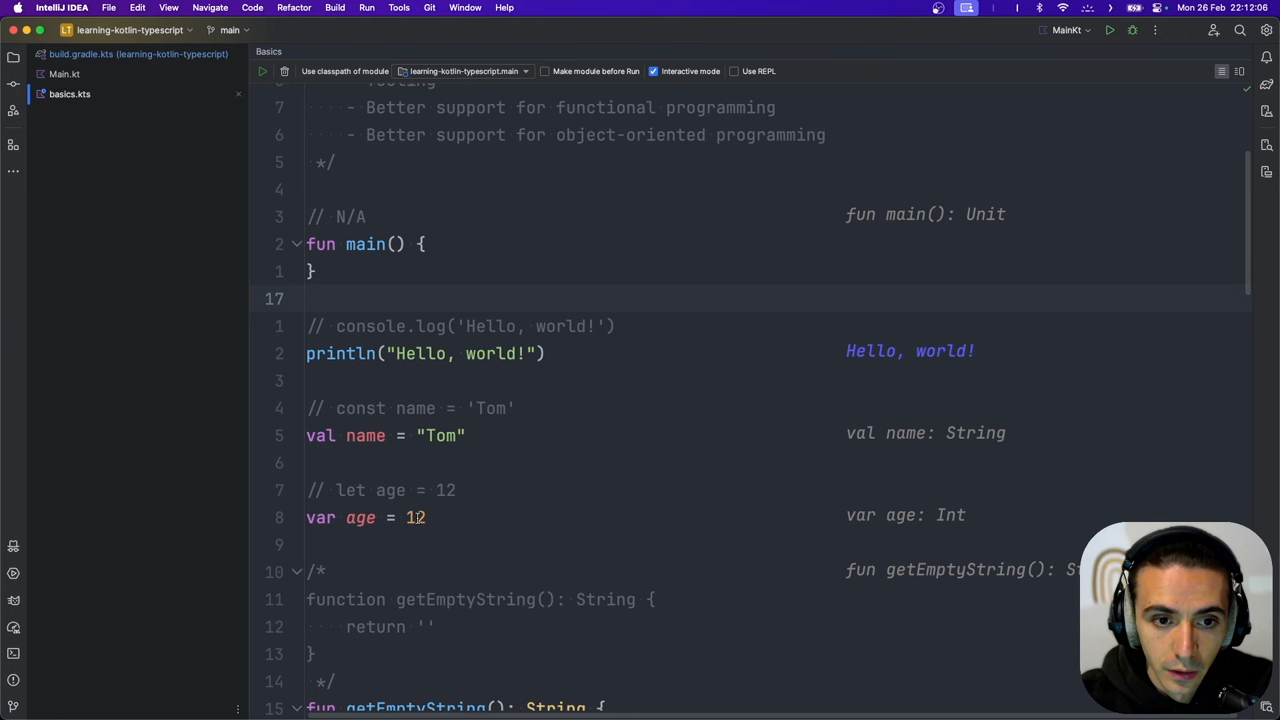 IntelliJ IDEA File Edit View Navigate Code Refactor Build Run Tools Git Window Help Mon 26 Feb 22:12:06
LT learning-kotlin-typescript main MainKt
build.gradle.kts (learning-kotlin-typescript)
Main.kt
basics.kts
Basics
Use classpath of module learning-kotlin-typescript.main Make module before Run Interactive mode Use REPL
7 - Better support for functional programming
6 - Better support for object-oriented programming
5 */
4
3 // N/A fun main(): Unit
2 fun main() {
1 }
17
1 // console.log('Hello, world!')
2 println("Hello, world!") Hello, world!
3
4 // const name = 'Tom'
5 val name = "Tom" val name: String
6
7 // let age = 12
8 var age = 12 var age: Int
9
10 /* fun getEmptyString():
11 function getEmptyString(): String {
12 return ''
13 }
14 */
15 fun getEmptyString(): String {